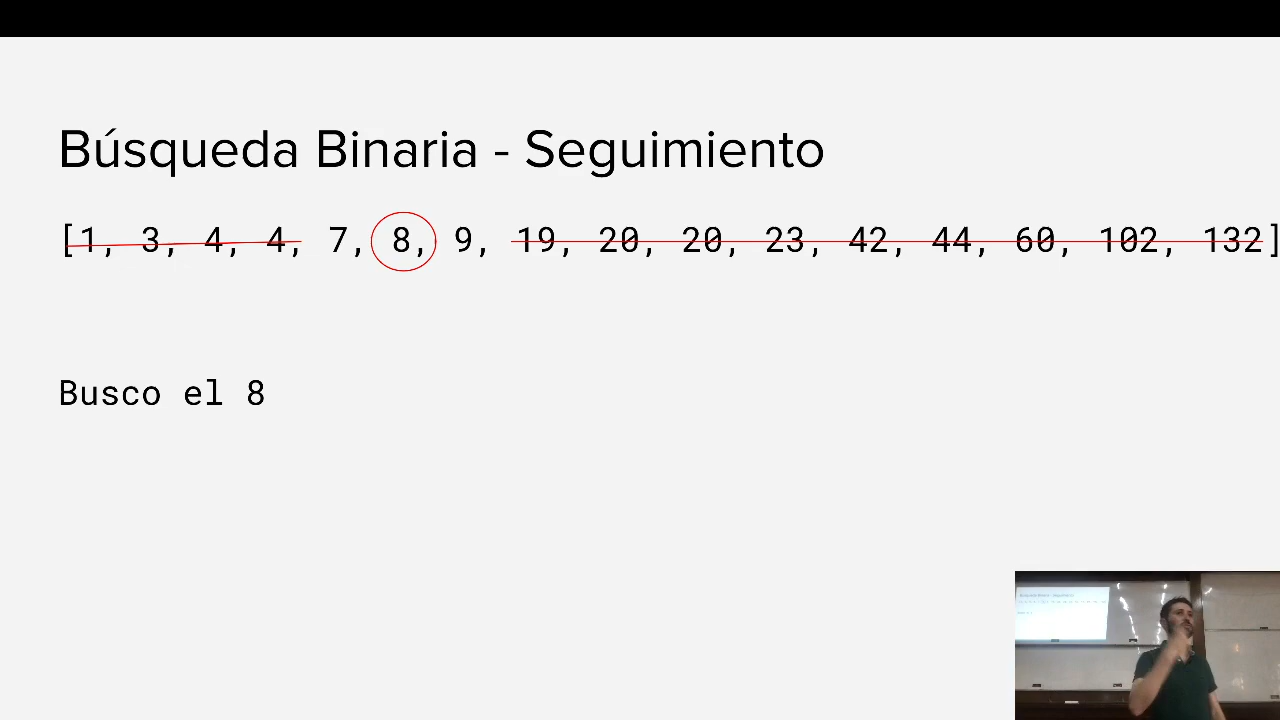 Búsqueda Binaria - Seguimiento
[1, 3, 4, 4, 7, 8, 9, 19, 20, 20, 23, 42, 44, 60, 102, 132]
Busco el 8